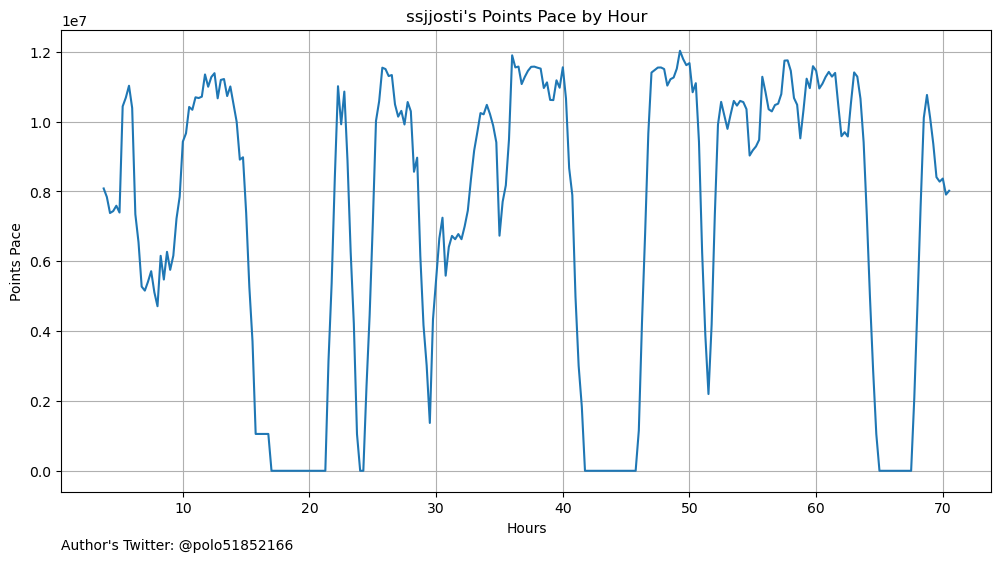 ssjjosti's Points Pace by Hour
1e7
1.2
1.0
0.8
0.6
0.4
0.2
0.0
Points Pace
10 20 30 40 50 60 70
Hours
Author's Twitter: @polo51852166